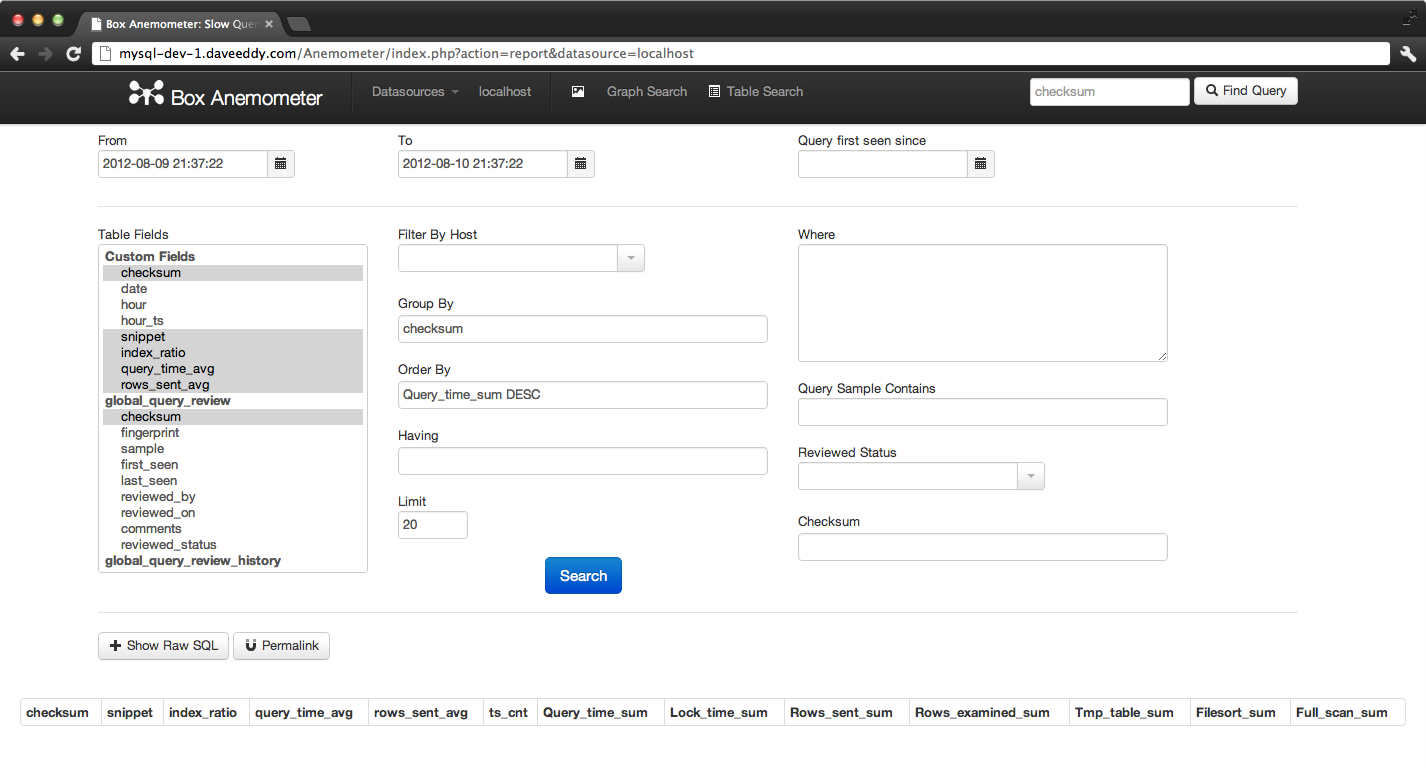 Box Anemometer: Slow Quer
mysql-dev-1.daveeddy.com/Anemometer/index.php?action=report&datasource=localhost
Box Anemometer Datasources localhost Graph Search Table Search checksum Find Query
From To Query first seen since
2012-08-09 21:37:22 2012-08-10 21:37:22
Table Fields Filter By Host Where
Custom Fields
checksum
date
hour
hour_ts
snippet
index_ratio
query_time_avg
rows_sent_avg
global_query_review
checksum
fingerprint
sample
first_seen
last_seen
reviewed_by
reviewed_on
comments
reviewed_status
global_query_review_history
Group By
checksum
Order By
Query_time_sum DESC
Having
Limit
20
Search
Query Sample Contains
Reviewed Status
Checksum
Show Raw SQL Permalink
checksum snippet index_ratio query_time_avg rows_sent_avg ts_cnt Query_time_sum Lock_time_sum Rows_sent_sum Rows_examined_sum Tmp_table_sum Filesort_sum Full_scan_sum